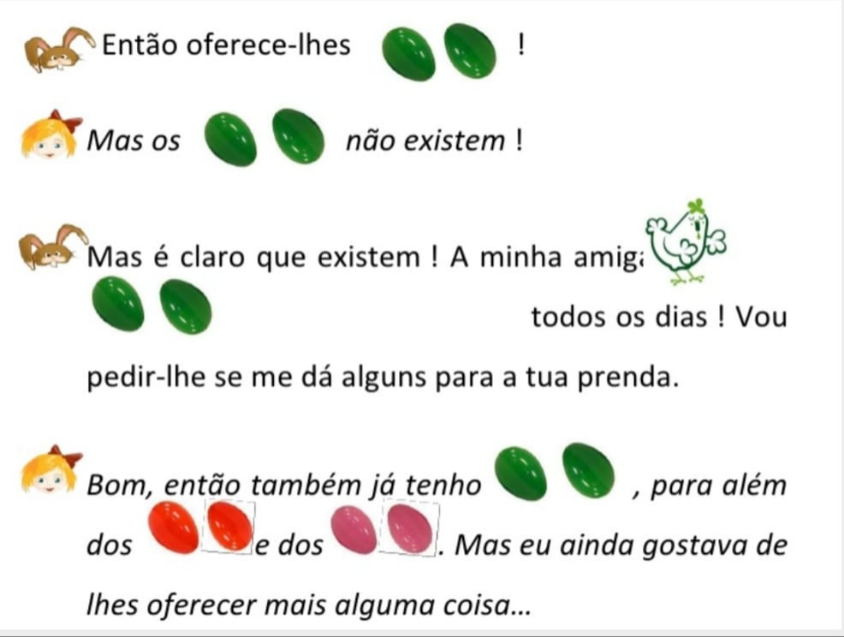 Então oferece-lhes !
Mas os não existem !
Mas é claro que existem ! A minha amiga
todos os dias ! Vou
pedir-lhe se me dá alguns para a tua prenda.
Bom, então também já tenho , para além
dos e dos . Mas eu ainda gostava de
lhes oferecer mais alguma coisa...